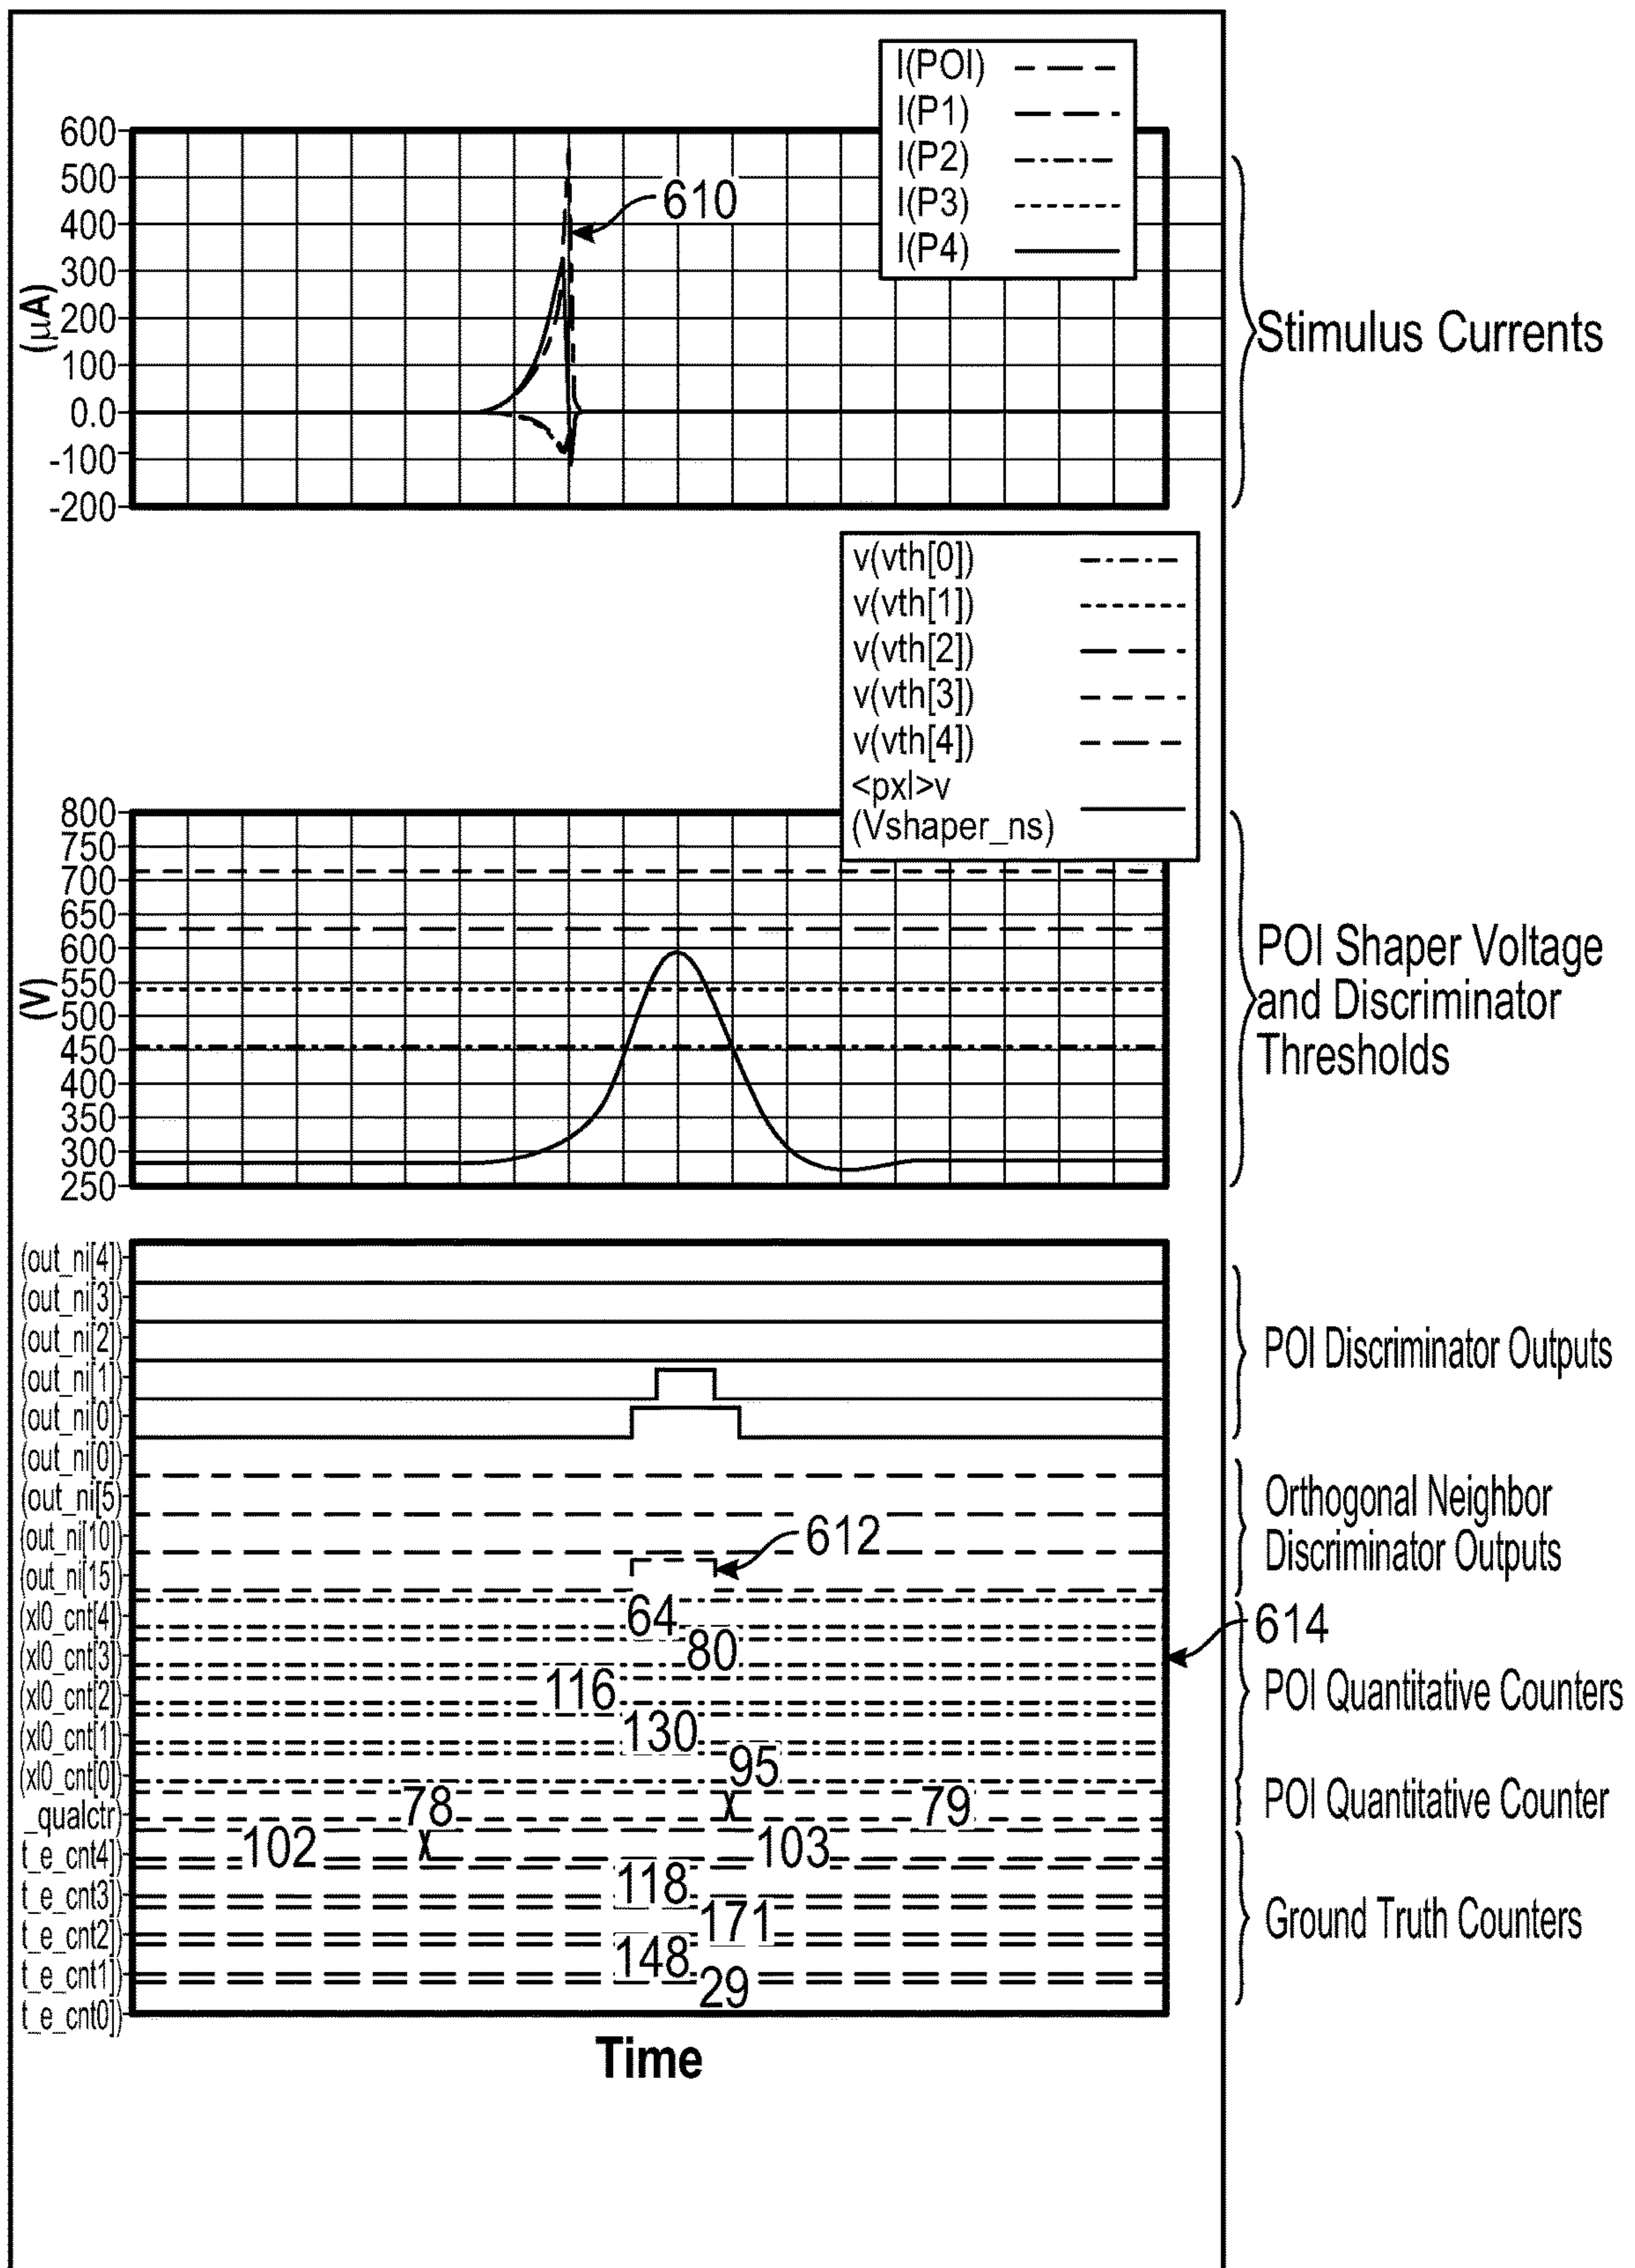 I(POI)
I(P1)
I(P2)
I(P3)
I(P4)
600
500
400
300
200
100
0.0
-100
-200
(µA)
610
Stimulus Currents
v(vth[0])
v(vth[1])
v(vth[2])
v(vth[3])
v(vth[4])
<pxl>v
(Vshaper_ns)
800
750
700
650
600
550
500
450
400
350
300
250
(V)
POI Shaper Voltage
and Discriminator
Thresholds
(out_ni[4])
(out_ni[3])
(out_ni[2])
(out_ni[1])
(out_ni[0])
POI Discriminator Outputs
(out_ni[0])
(out_ni[5)
(out_ni[10])
(out_ni[15])
612
Orthogonal Neighbor
Discriminator Outputs
(xl0_cnt[4])
64
(xl0_cnt[3])
80
(xl0_cnt[2])
116
(xl0_cnt[1])
130
(xl0_cnt[0])
95
614
POI Quantitative Counters
_qualctr)
78
79
POI Quantitative Counter
t_e_cnt4])
102
103
t_e_cnt3])
118
t_e_cnt2])
171
t_e_cnt1])
148
t_e_cnt0])
29
Ground Truth Counters
Time